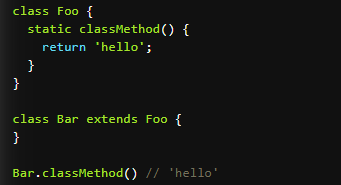 class Foo {
  static classMethod() {
    return 'hello';
  }
}

class Bar extends Foo {
}

Bar.classMethod() // 'hello'